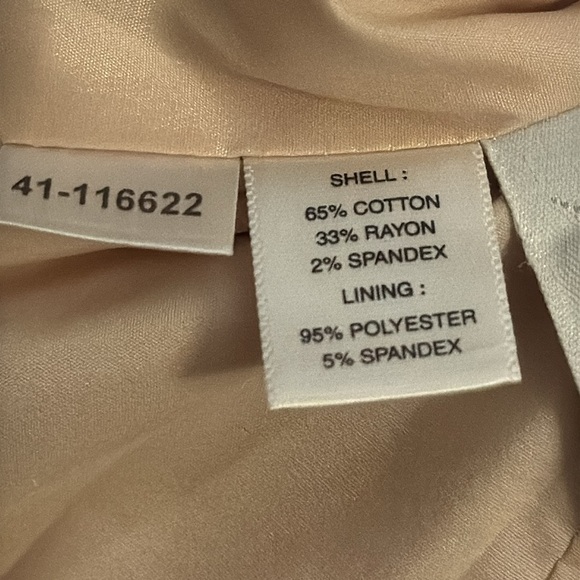 41-116622
SHELL :
65% COTTON
33% RAYON
2% SPANDEX
LINING :
95% POLYESTER
5% SPANDEX